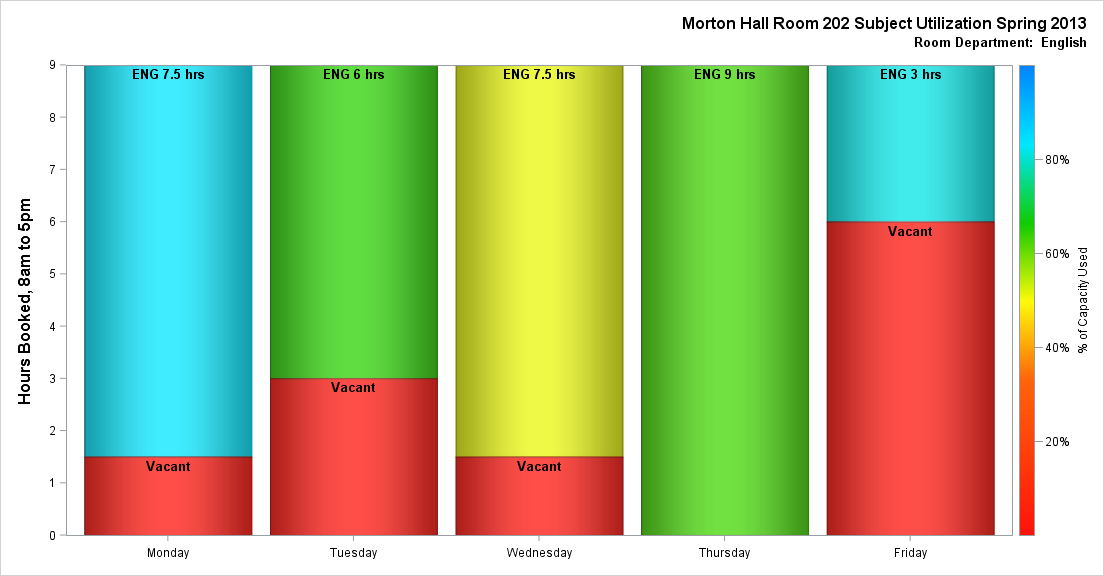 Morton Hall Room 202 Subject Utilization Spring 2013
Room Department: English
Hours Booked, 8am to 5pm
9
8
7
6
5
4
3
2
1
0
ENG 7.5 hrs
Vacant
ENG 6 hrs
Vacant
ENG 7.5 hrs
Vacant
ENG 9 hrs
ENG 3 hrs
Vacant
Monday
Tuesday
Wednesday
Thursday
Friday
80%
60%
40%
20%
% of Capacity Used